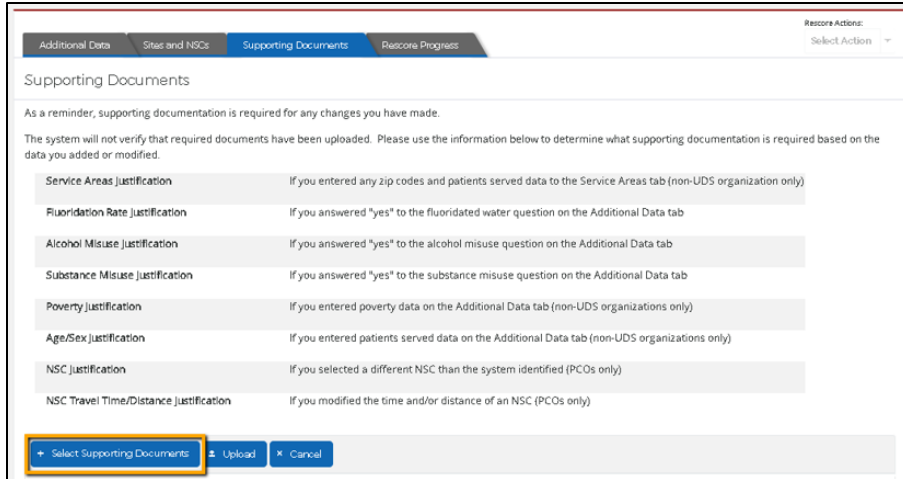 Rescore Actions:
Additional Data Sites and NSCs Supporting Documents Rescore Progress Select Action
Supporting Documents
As a reminder, supporting documentation is required for any changes you have made.
The system will not verify that required documents have been uploaded. Please use the information below to determine what supporting documentation is required based on the
data you added or modified.
Service Areas Justification If you entered any zip codes and patients served data to the Service Areas tab (non-UDS organization only)
Fluoridation Rate Justification If you answered "yes" to the fluoridated water question on the Additional Data tab
Alcohol Misuse Justification If you answered "yes" to the alcohol misuse question on the Additional Data tab
Substance Misuse Justification If you answered "yes" to the substance misuse question on the Additional Data tab
Poverty Justification If you entered poverty data on the Additional Data tab (non-UDS organizations only)
Age/Sex Justification If you entered patients served data on the Additional Data tab (non-UDS organizations only)
NSC Justification If you selected a different NSC than the system identified (PCOs only)
NSC Travel Time/Distance Justification If you modified the time and/or distance of an NSC (PCOs only)
+ Select Supporting Documents Upload × Cancel